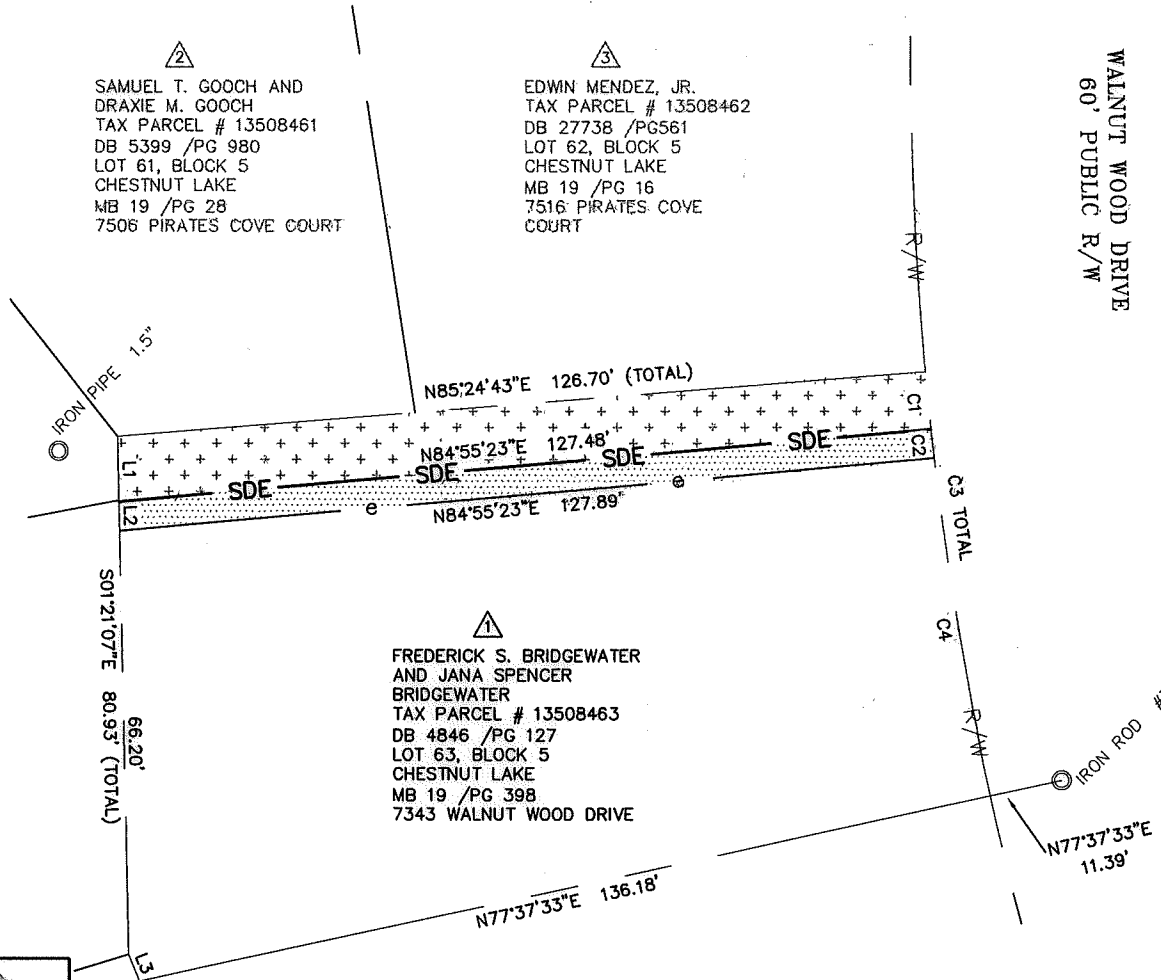 2
SAMUEL T. GOOCH AND
DRAXIE M. GOOCH
TAX PARCEL # 13508461
DB 5399 /PG 980
LOT 61, BLOCK 5
CHESTNUT LAKE
MB 19 /PG 28
7506 PIRATES COVE COURT
3
EDWIN MENDEZ, JR.
TAX PARCEL # 13508462
DB 27738 /PG561
LOT 62, BLOCK 5
CHESTNUT LAKE
MB 19 /PG 16
7516 PIRATES COVE
COURT
WALNUT WOOD DRIVE
60' PUBLIC R/W
R/W
IRON PIPE 1.5"
N85°24'43"E 126.70' (TOTAL)
C1
L1
N84°55'23"E 127.48'
SDE
SDE
SDE
SDE
C2
L2
e
e
N84°55'23"E 127.89'
C3 TOTAL
S01°21'07"E 80.93' (TOTAL)
66.20'
1
FREDERICK S. BRIDGEWATER
AND JANA SPENCER
BRIDGEWATER
TAX PARCEL # 13508463
DB 4846 /PG 127
LOT 63, BLOCK 5
CHESTNUT LAKE
MB 19 /PG 398
7343 WALNUT WOOD DRIVE
C4
R/W
IRON ROD
N77°37'33"E
11.39'
N77°37'33"E 136.18'
L3